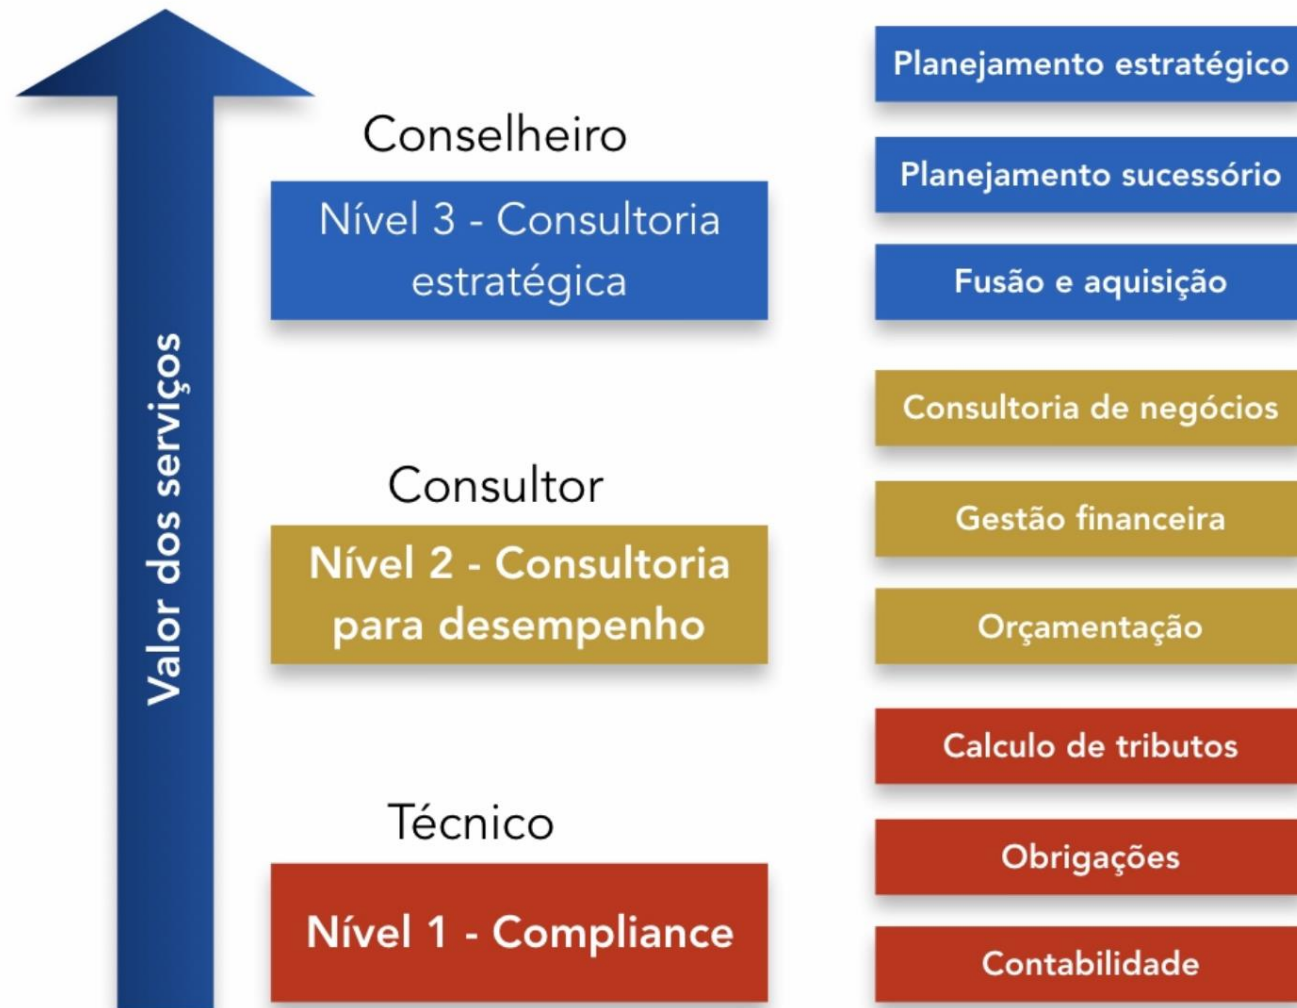 Valor dos serviços
Conselheiro
Nível 3 - Consultoria
estratégica
Planejamento estratégico
Planejamento sucessório
Fusão e aquisição
Consultor
Nível 2 - Consultoria
para desempenho
Consultoria de negócios
Gestão financeira
Orçamentação
Técnico
Nível 1 - Compliance
Calculo de tributos
Obrigações
Contabilidade